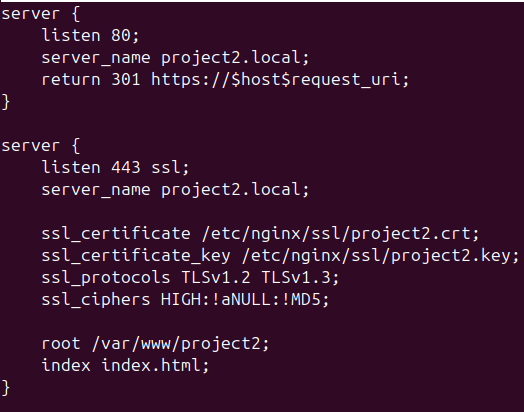 server {
    listen 80;
    server_name project2.local;
    return 301 https://$host$request_uri;
}

server {
    listen 443 ssl;
    server_name project2.local;

    ssl_certificate /etc/nginx/ssl/project2.crt;
    ssl_certificate_key /etc/nginx/ssl/project2.key;
    ssl_protocols TLSv1.2 TLSv1.3;
    ssl_ciphers HIGH:!aNULL:!MD5;

    root /var/www/project2;
    index index.html;
}